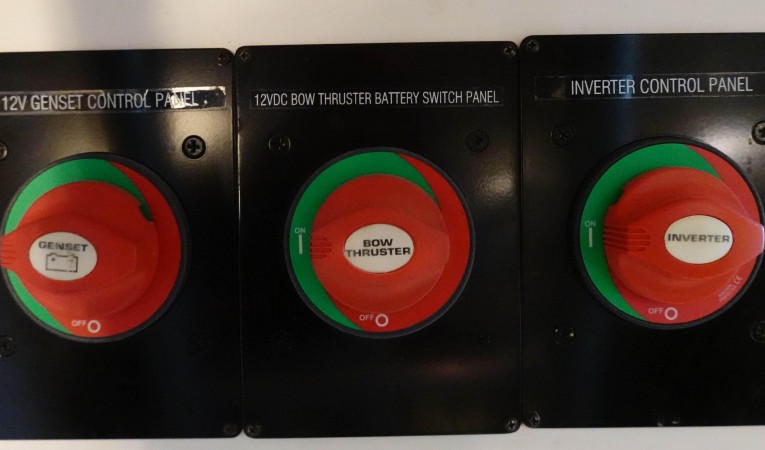 12V GENSET CONTROL PANEL
GENSET
OFF
12VDC BOW THRUSTER BATTERY SWITCH PANEL
ON
BOW
THRUSTER
OFF
INVERTER CONTROL PANEL
ON
INVERTER
OFF